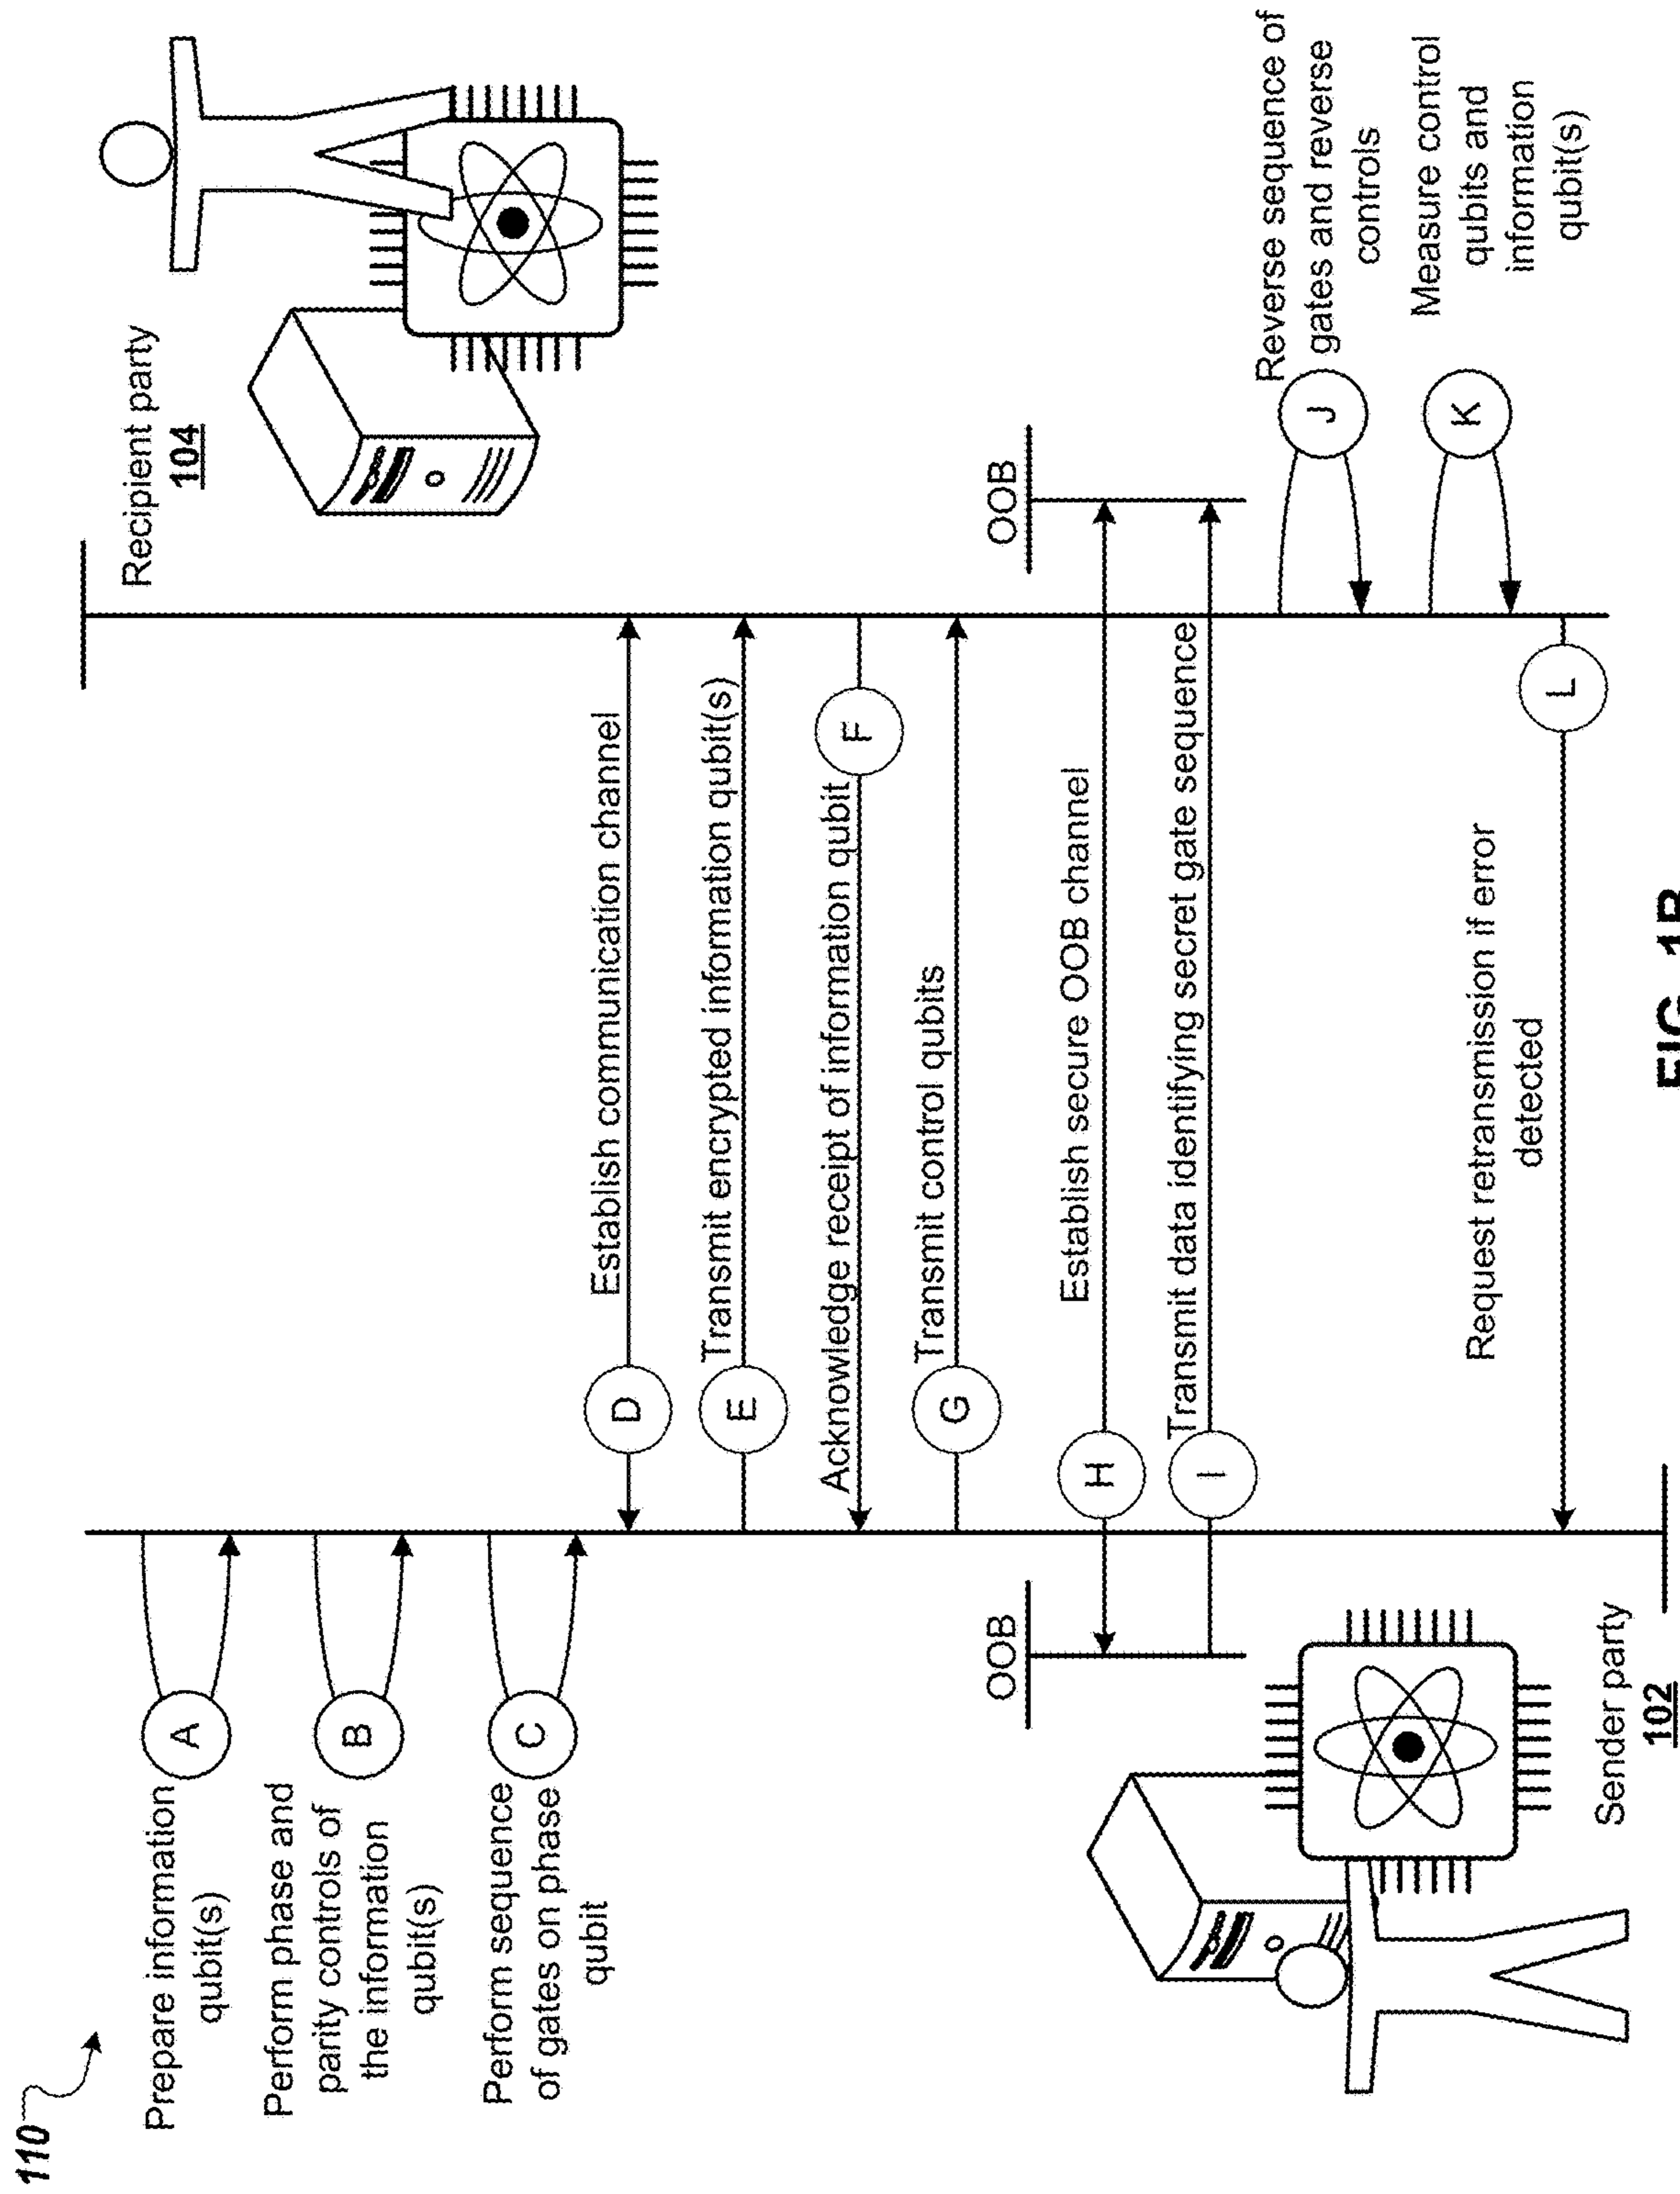 110
Prepare information
qubit(s)
A
Perform phase and
parity controls of
the information
qubit(s)
B
Perform sequence
of gates on phase
qubit
C
Recipient party
104
D
Establish communication channel
E
Transmit encrypted information qubit(s)
Acknowledge receipt of information qubit
F
G
Transmit control qubits
OOB
OOB
H
Establish secure OOB channel
I
Transmit data identifying secret gate sequence
Reverse sequence of
gates and reverse
controls
J
Measure control
qubits and
information
qubit(s)
K
Request retransmission if error
detected
L
Sender party
102
FIG. 1B